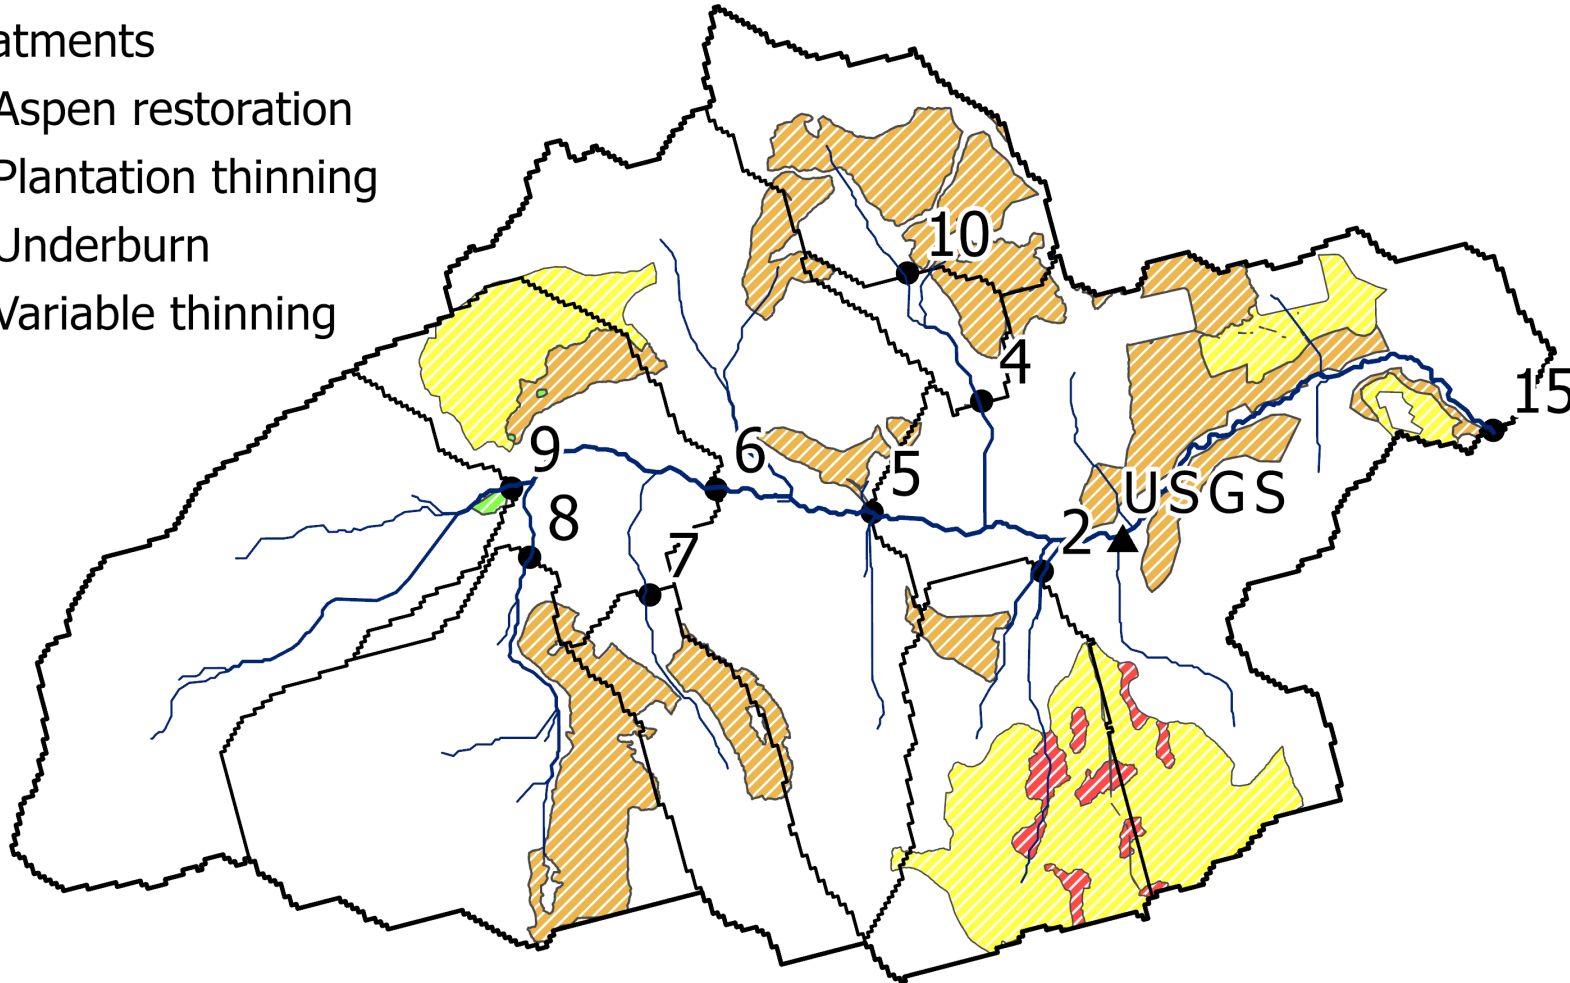 atments
Aspen restoration
Plantation thinning
Underburn
Variable thinning
10
4
15
9
6
5
USGS
8
2
7